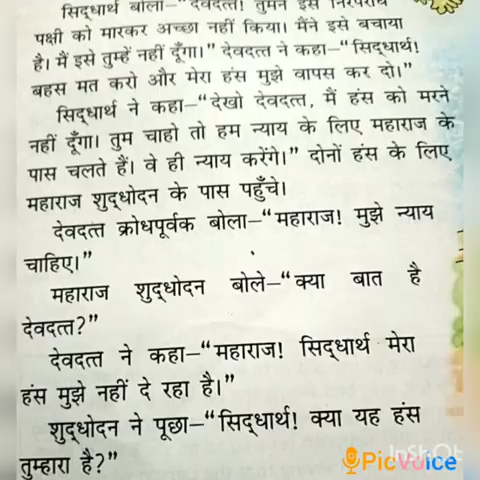 सिद्धार्थ बोला–"देवदत्त! तुमने इस निरपराध
पक्षी को मारकर अच्छा नहीं किया। मैंने इसे बचाया
है। मैं इसे तुम्हें नहीं दूँगा।" देवदत्त ने कहा–"सिद्धार्थ!
बहस मत करो और मेरा हंस मुझे वापस कर दो।"
सिद्धार्थ ने कहा–"देखो देवदत्त, मैं हंस को मरने
नहीं दूँगा। तुम चाहो तो हम न्याय के लिए महाराज के
पास चलते हैं। वे ही न्याय करेंगे।" दोनों हंस के लिए
महाराज शुद्धोदन के पास पहुँचे।
देवदत्त क्रोधपूर्वक बोला–"महाराज! मुझे न्याय
चाहिए।"
महाराज शुद्धोदन बोले–"क्या बात है
देवदत्त?"
देवदत्त ने कहा–"महाराज! सिद्धार्थ मेरा
हंस मुझे नहीं दे रहा है।"
शुद्धोदन ने पूछा–"सिद्धार्थ! क्या यह हंस
तुम्हारा है?"
InShOt
PicVoice